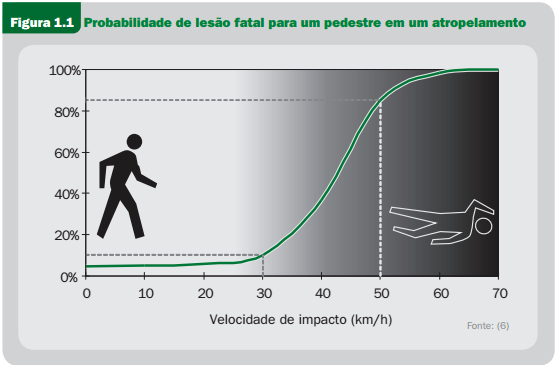 Figura 1.1 Probabilidade de lesão fatal para um pedestre em um atropelamento
100%
80%
60%
40%
20%
0%
0 10 20 30 40 50 60 70
Velocidade de impacto (km/h)
Fonte: (6)